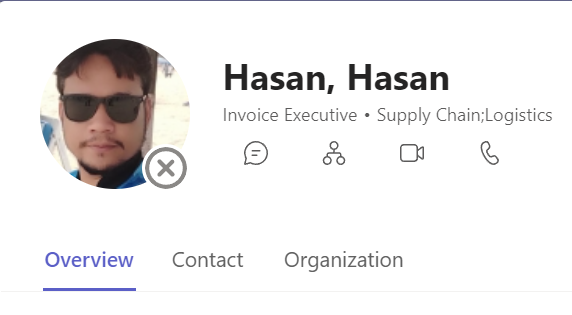 Hasan, Hasan
Invoice Executive • Supply Chain;Logistics
Overview Contact Organization